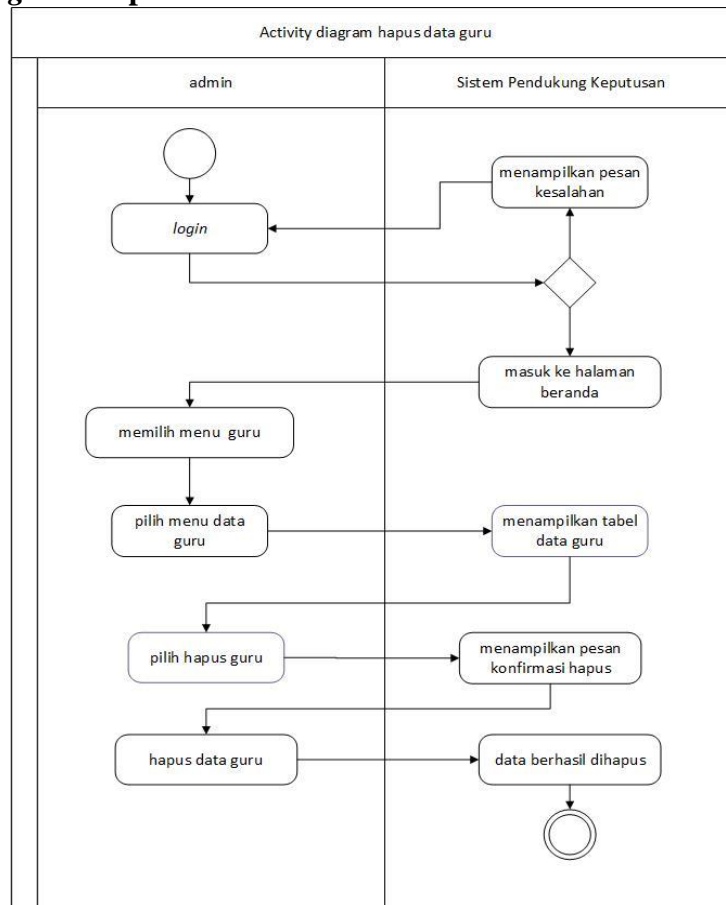 Activity diagram hapus data guru
admin
Sistem Pendukung Keputusan
menampilkan pesan
kesalahan
login
masuk ke halaman
beranda
memilih menu guru
pilih menu data
guru
menampilkan tabel
data guru
pilih hapus guru
menampilkan pesan
konfirmasi hapus
hapus data guru
data berhasil dihapus